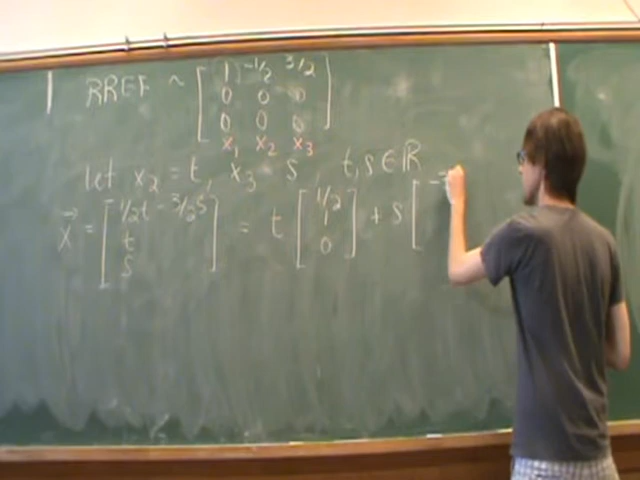 RREF ~ [ 1 -1/2 3/2
0 0 0
0 0 0 ]
x₁ x₂ x₃
let x₂ = t, x₃ = s t, s ∈ ℝ
x⃗ = [ 1/2t - 3/2s
t
s ] = t [ 1/2
1
0 ] + s [ -